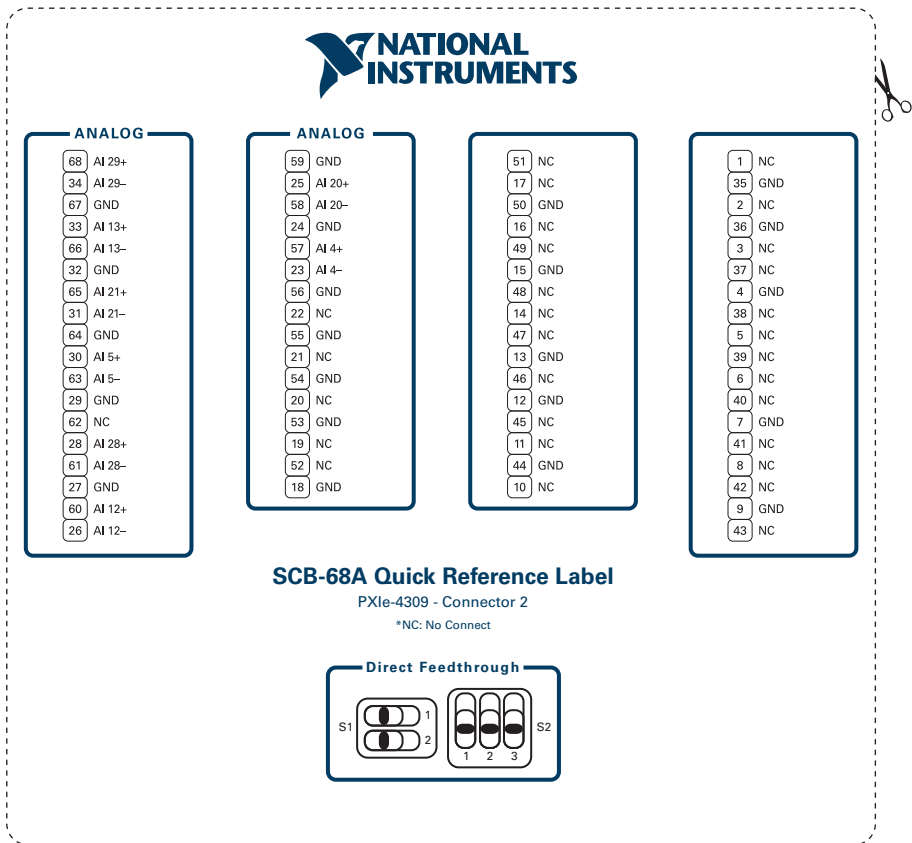 NATIONAL
INSTRUMENTS
ANALOG
68 AI 29+
34 AI 29–
67 GND
33 AI 13+
66 AI 13–
32 GND
65 AI 21+
31 AI 21–
64 GND
30 AI 5+
63 AI 5–
29 GND
62 NC
28 AI 28+
61 AI 28–
27 GND
60 AI 12+
26 AI 12–
ANALOG
59 GND
25 AI 20+
58 AI 20–
24 GND
57 AI 4+
23 AI 4–
56 GND
22 NC
55 GND
21 NC
54 GND
20 NC
53 GND
19 NC
52 NC
18 GND
51 NC
17 NC
50 GND
16 NC
49 NC
15 GND
48 NC
14 NC
47 NC
13 GND
46 NC
12 GND
45 NC
11 NC
44 GND
10 NC
1 NC
35 GND
2 NC
36 GND
3 NC
37 NC
4 GND
38 NC
5 NC
39 NC
6 NC
40 NC
7 GND
41 NC
8 NC
42 NC
9 GND
43 NC
SCB-68A Quick Reference Label
PXIe-4309 - Connector 2
*NC: No Connect
Direct Feedthrough
S1
1
2
1 2 3
S2